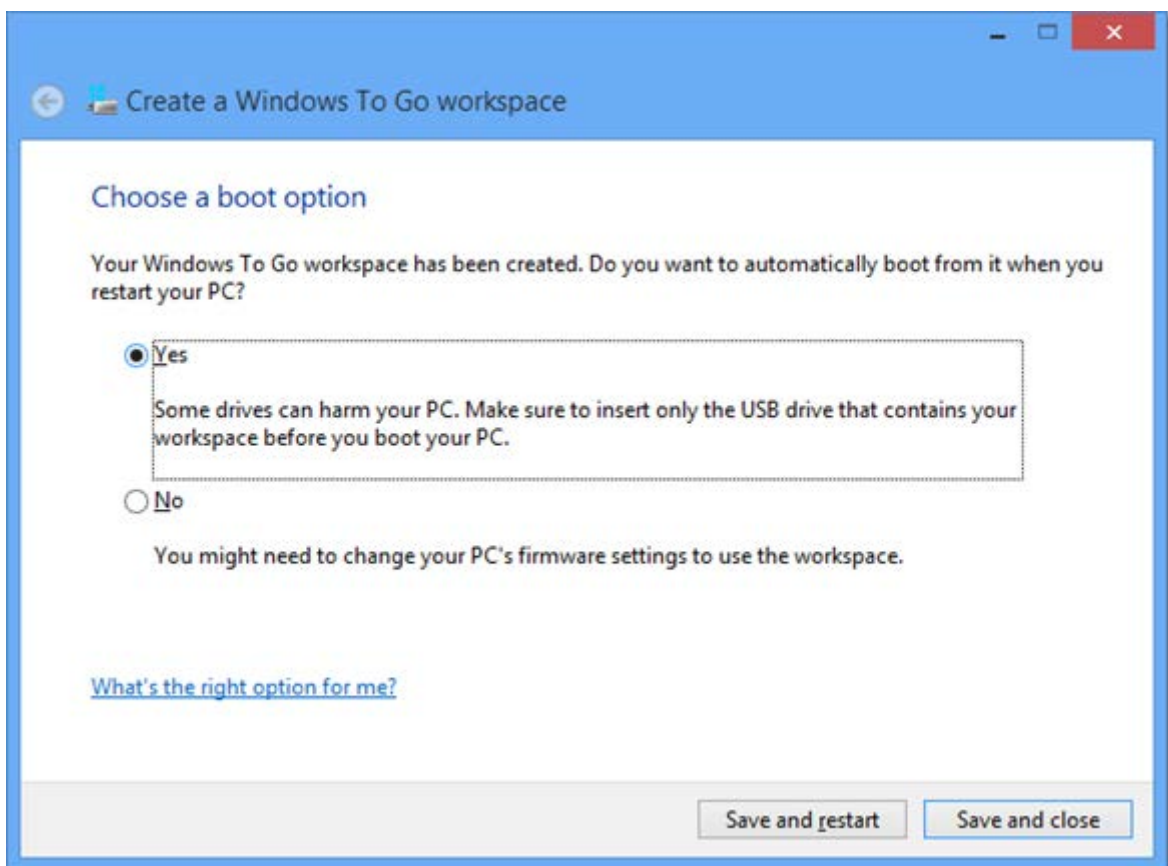 Create a Windows To Go workspace
Choose a boot option
Your Windows To Go workspace has been created. Do you want to automatically boot from it when you
restart your PC?
Yes
Some drives can harm your PC. Make sure to insert only the USB drive that contains your
workspace before you boot your PC.
No
You might need to change your PC's firmware settings to use the workspace.
What's the right option for me?
Save and restart Save and close